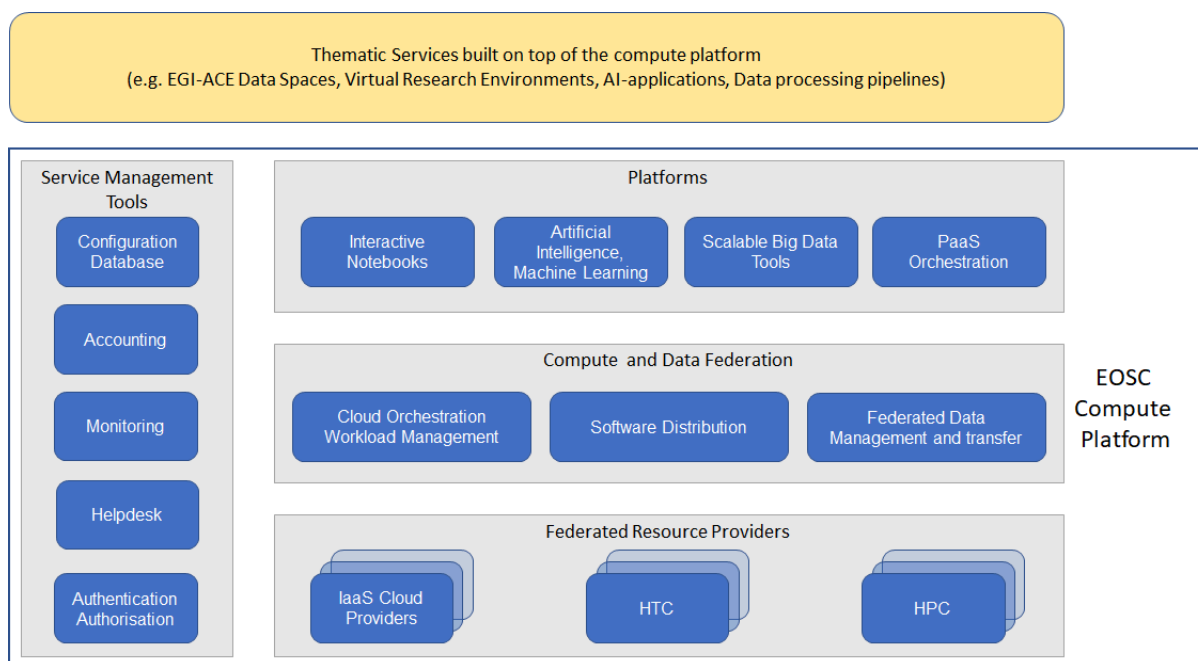 Thematic Services built on top of the compute platform
(e.g. EGI-ACE Data Spaces, Virtual Research Environments, AI-applications, Data processing pipelines)
Service Management
Tools
Configuration
Database
Accounting
Monitoring
Helpdesk
Authentication
Authorisation
Platforms
Interactive
Notebooks
Artificial
Intelligence,
Machine Learning
Scalable Big Data
Tools
PaaS
Orchestration
Compute and Data Federation
Cloud Orchestration
Workload Management
Software Distribution
Federated Data
Management and transfer
Federated Resource Providers
IaaS Cloud
Providers
HTC
HPC
EOSC
Compute
Platform